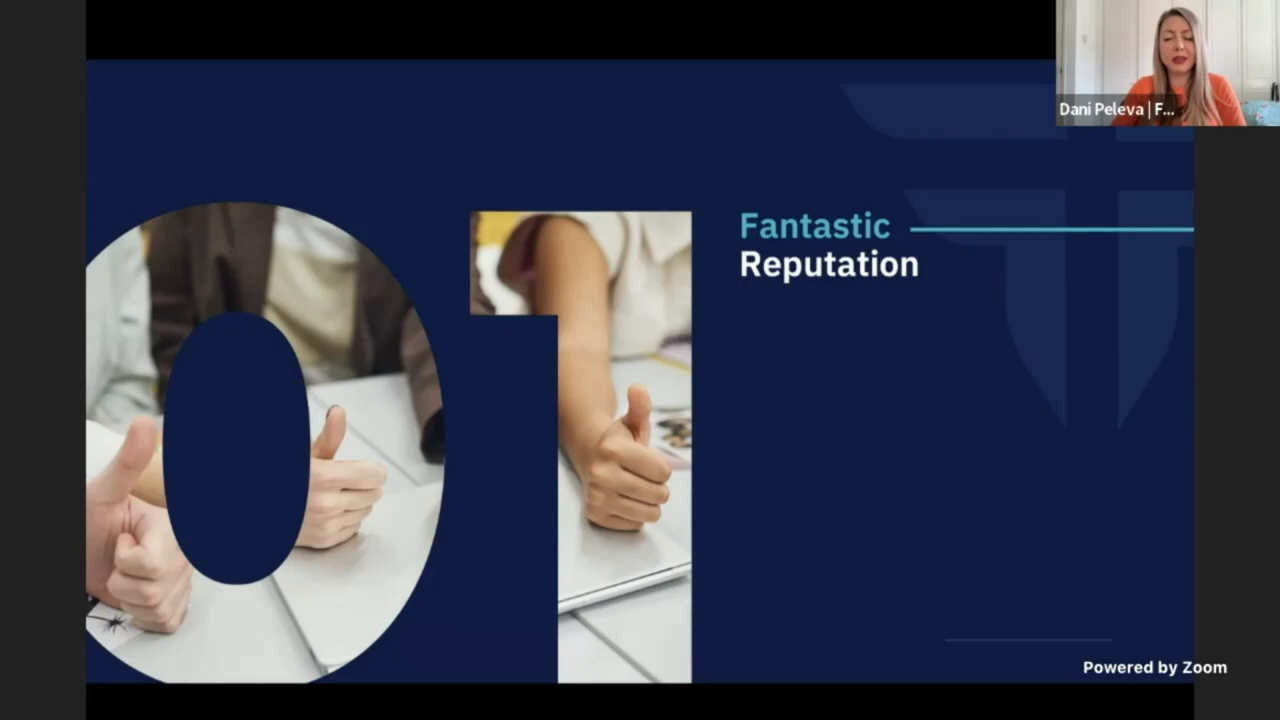 Dani Peleva | F...
01
Fantastic
Reputation
Powered by Zoom